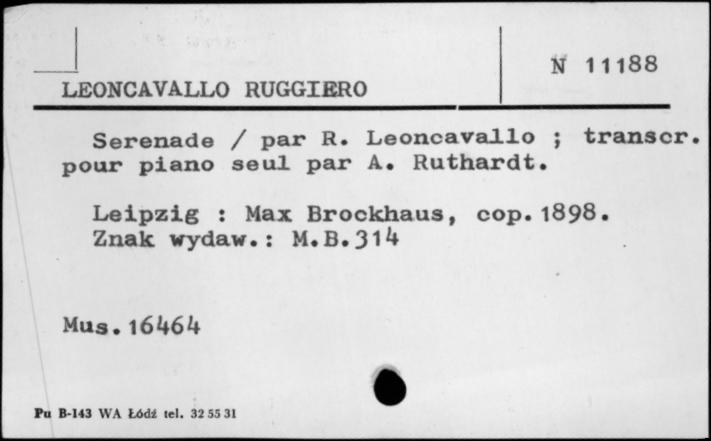 N 11188
LEONCAVALLO RUGGIERO
Serenade / par R. Leoncavallo ; transcr.
pour piano seul par A. Ruthardt.
Leipzig : Max Brockhaus, cop.1898.
Znak wydaw.: M.B.314
Mus.16464
Pu B-143 WA Łódź tel. 32 55 31